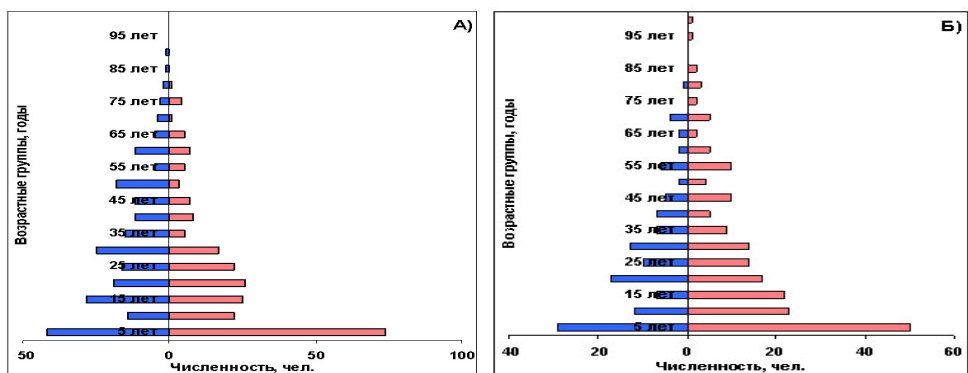 А)
Возрастные группы, годы
95 лет
85 лет
75 лет
65 лет
55 лет
45 лет
35 лет
25 лет
15 лет
5 лет
50 0 50 100
Численность, чел.
Б)
Возрастные группы, годы
95 лет
85 лет
75 лет
65 лет
55 лет
45 лет
35 лет
25 лет
15 лет
5 лет
40 20 0 20 40 60
Численность, чел.